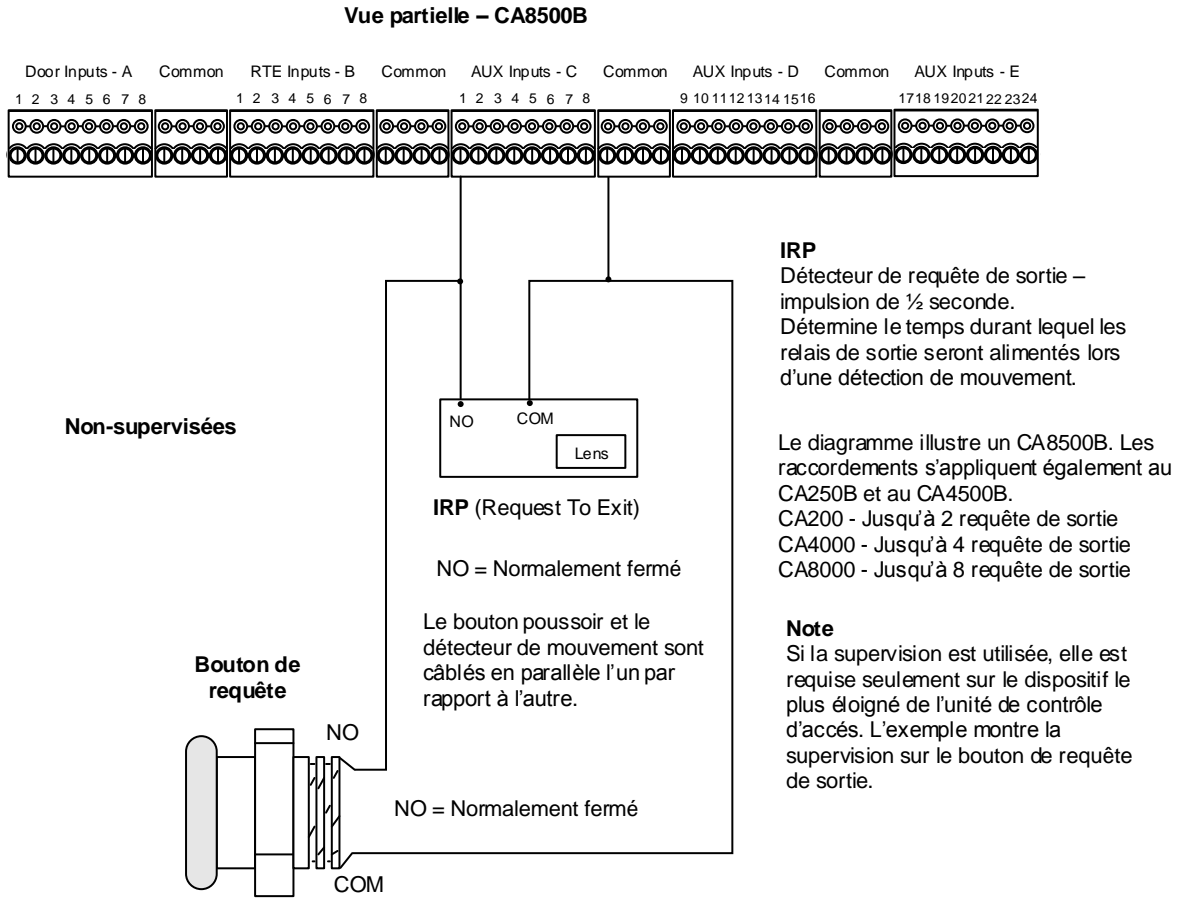 Vue partielle – CA8500B
Door Inputs - A Common RTE Inputs - B Common AUX Inputs - C Common AUX Inputs - D Common AUX Inputs - E
1 2 3 4 5 6 7 8 1 2 3 4 5 6 7 8 1 2 3 4 5 6 7 8 9 10 11 12 13 14 15 16 17 18 19 20 21 22 23 24
IRP
Détecteur de requête de sortie –
impulsion de ½ seconde.
Détermine le temps durant lequel les
relais de sortie seront alimentés lors
d'une détection de mouvement.
Non-supervisées
NO COM
Lens
IRP (Request To Exit)
NO = Normalement fermé
Le diagramme illustre un CA8500B. Les
raccordements s'appliquent également au
CA250B et au CA4500B.
CA200 - Jusqu'à 2 requête de sortie
CA4000 - Jusqu'à 4 requête de sortie
CA8000 - Jusqu'à 8 requête de sortie
Le bouton poussoir et le
détecteur de mouvement sont
câblés en parallèle l'un par
rapport à l'autre.
Note
Si la supervision est utilisée, elle est
requise seulement sur le dispositif le
plus éloigné de l'unité de contrôle
d'accés. L'exemple montre la
supervision sur le bouton de requête
de sortie.
Bouton de
requête
NO
NO = Normalement fermé
COM